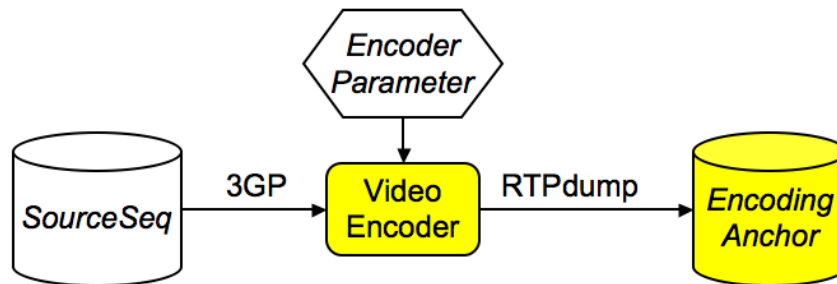 Encoder
Parameter
SourceSeq
3GP
Video
Encoder
RTPdump
Encoding
Anchor